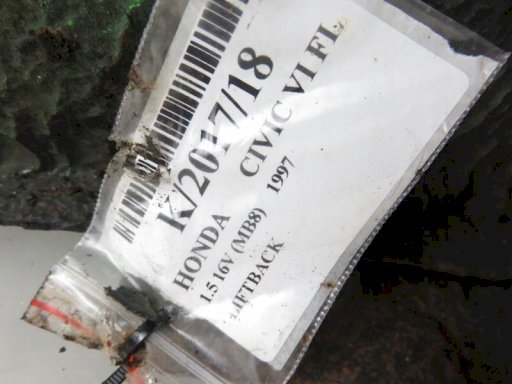 K/2017/18
HONDA CIVIC VI FL
1.5 16V (MB8) 1997
LIFTBACK